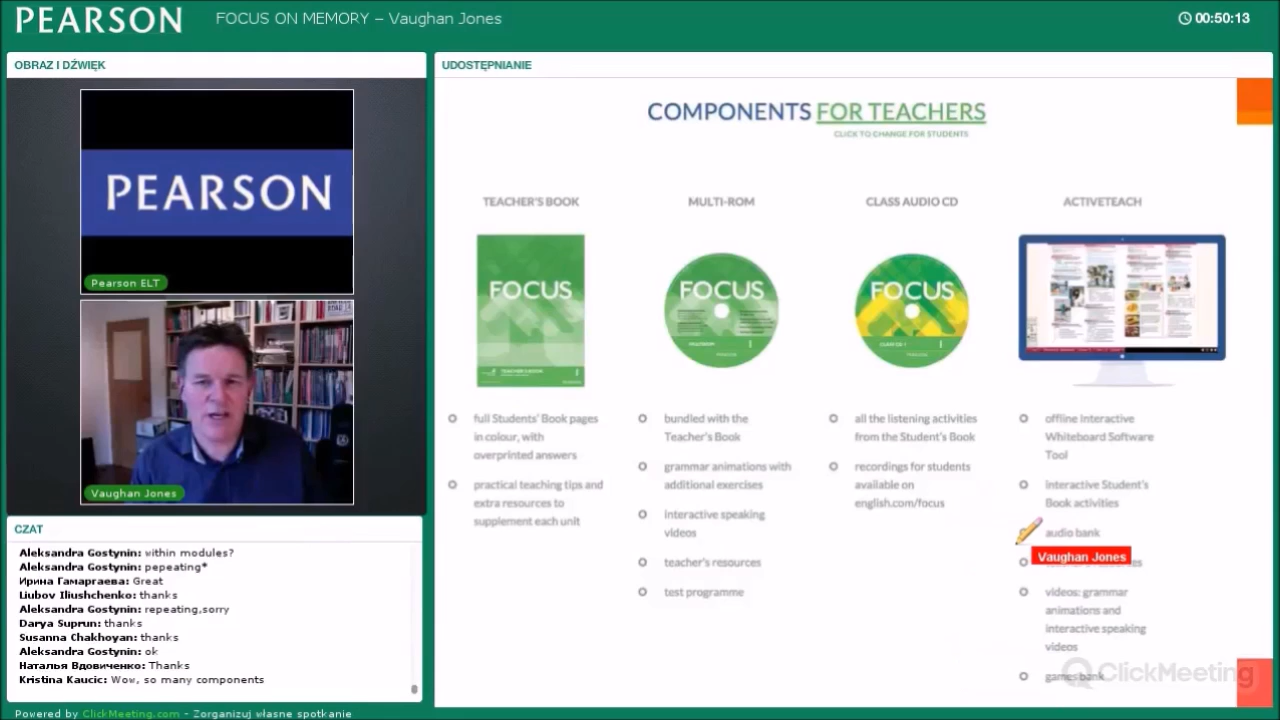 PEARSON
FOCUS ON MEMORY – Vaughan Jones
00:50:13
OBRAZ I DŹWIĘK
PEARSON
Pearson ELT
Vaughan Jones
CZAT
Aleksandra Gostynin: within modules?
Aleksandra Gostynin: pepeating*
Ирина Гамаргаева: Great
Liubov Iliushchenko: thanks
Aleksandra Gostynin: repeating,sorry
Darya Suprun: thanks
Susanna Chakhoyan: thanks
Aleksandra Gostynin: ok
Наталья Вдовиченко: Thanks
Kristina Kaucic: Wow, so many components
UDOSTĘPNIANIE
COMPONENTS FOR TEACHERS
CLICK TO CHANGE FOR STUDENTS
TEACHER'S BOOK
FOCUS
TEACHER'S BOOK
full Students' Book pages
in colour, with
overprinted answers
practical teaching tips and
extra resources to
supplement each unit
MULTI-ROM
FOCUS
MULTIROM
bundled with the
Teacher's Book
grammar animations with
additional exercises
interactive speaking
videos
teacher's resources
test programme
CLASS AUDIO CD
FOCUS
CLASS CD
all the listening activities
from the Student's Book
recordings for students
available on
english.com/focus
ACTIVETEACH
offline Interactive
Whiteboard Software
Tool
interactive Student's
Book activities
audio bank
Vaughan Jones
videos: grammar
animations and
interactive speaking
videos
games bank
ClickMeeting
Powered by ClickMeeting.com - Zorganizuj własne spotkanie